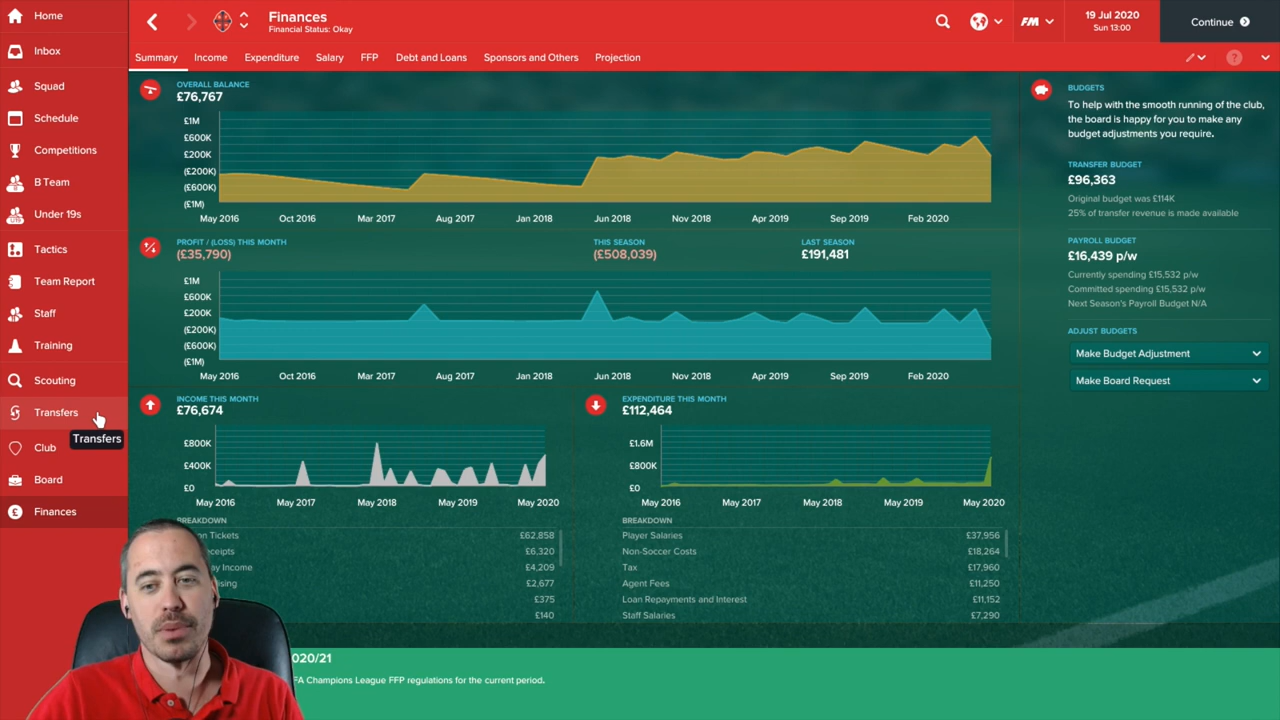 Home
Inbox
Squad
Schedule
Competitions
B Team
Under 19s
Tactics
Team Report
Staff
Training
Scouting
Transfers
Transfers
Club
Board
Finances
Finances
Financial Status: Okay
FM
19 Jul 2020
Sun 13:00
Continue
Summary
Income
Expenditure
Salary
FFP
Debt and Loans
Sponsors and Others
Projection
OVERALL BALANCE
£76,767
£1M
£600K
£200K
(£200K)
(£600K)
(£1M)
May 2016 Oct 2016 Mar 2017 Aug 2017 Jan 2018 Jun 2018 Nov 2018 Apr 2019 Sep 2019 Feb 2020
PROFIT / (LOSS) THIS MONTH
(£35,790)
THIS SEASON
(£508,039)
LAST SEASON
£191,481
£1M
£600K
£200K
(£200K)
(£600K)
(£1M)
May 2016 Oct 2016 Mar 2017 Aug 2017 Jan 2018 Jun 2018 Nov 2018 Apr 2019 Sep 2019 Feb 2020
INCOME THIS MONTH
£76,674
£800K
£400K
£0
May 2016 May 2017 May 2018 May 2019 May 2020
BREAKDOWN
Tickets £62,858
£6,320
Income £4,209
£2,677
£375
£140
EXPENDITURE THIS MONTH
£112,464
£1.6M
£800K
£0
May 2016 May 2017 May 2018 May 2019 May 2020
BREAKDOWN
Player Salaries £37,956
Non-Soccer Costs £18,264
Tax £17,960
Agent Fees £11,250
Loan Repayments and Interest £11,152
Staff Salaries £7,290
BUDGETS
To help with the smooth running of the club,
the board is happy for you to make any
budget adjustments you require.
TRANSFER BUDGET
£96,363
Original budget was £114K
25% of transfer revenue is made available
PAYROLL BUDGET
£16,439 p/w
Currently spending £15,532 p/w
Committed spending £15,532 p/w
Next Season's Payroll Budget N/A
ADJUST BUDGETS
Make Budget Adjustment
Make Board Request
020/21
FA Champions League FFP regulations for the current period.